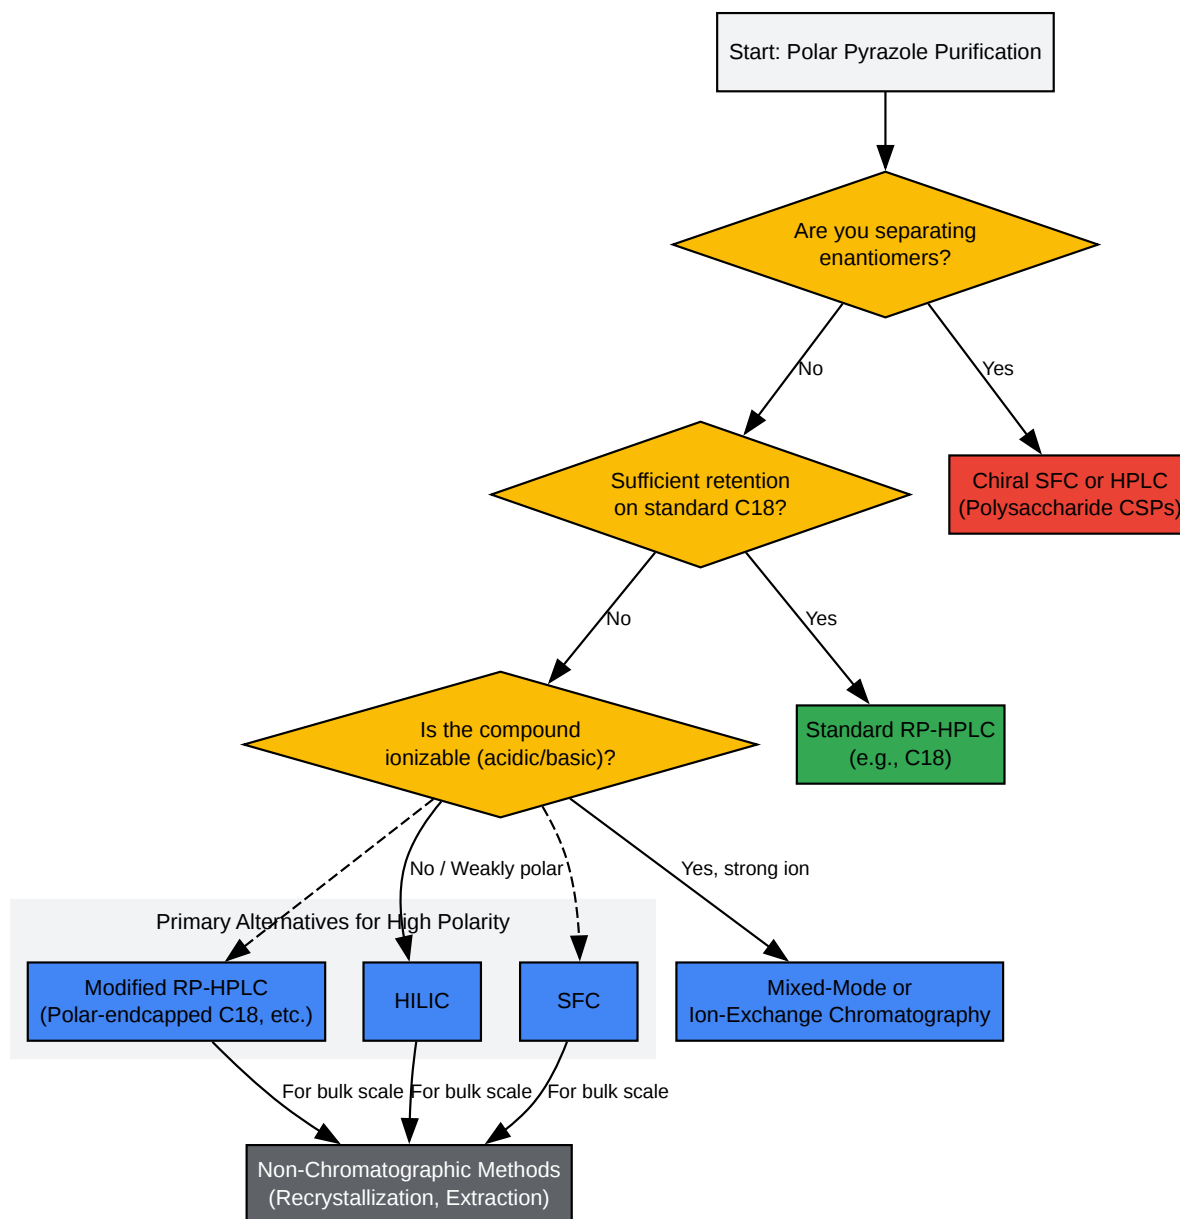 Start: Polar Pyrazole Purification
Are you separating
enantiomers?
No
Yes
Sufficient retention
on standard C18?
Chiral SFC or HPLC
(Polysaccharide CSPs)
No
Yes
Is the compound
ionizable (acidic/basic)?
Standard RP-HPLC
(e.g., C18)
No / Weakly polar
Yes, strong ion
Primary Alternatives for High Polarity
Modified RP-HPLC
(Polar-endcapped C18, etc.)
HILIC
SFC
Mixed-Mode or
Ion-Exchange Chromatography
For bulk scale
For bulk scale
For bulk scale
Non-Chromatographic Methods
(Recrystallization, Extraction)